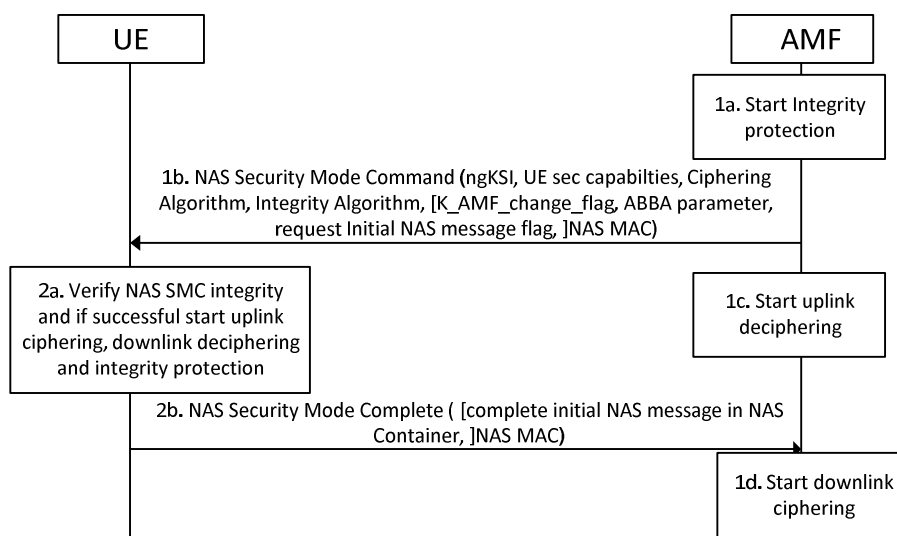 UE
AMF
1a. Start Integrity
protection
1b. NAS Security Mode Command (ngKSI, UE sec capabilties, Ciphering
Algorithm, Integrity Algorithm, [K_AMF_change_flag, ABBA parameter,
request Initial NAS message flag, ]NAS MAC)
2a. Verify NAS SMC integrity
and if successful start uplink
ciphering, downlink deciphering
and integrity protection
1c. Start uplink
deciphering
2b. NAS Security Mode Complete ( [complete initial NAS message in NAS
Container, ]NAS MAC)
1d. Start downlink
ciphering